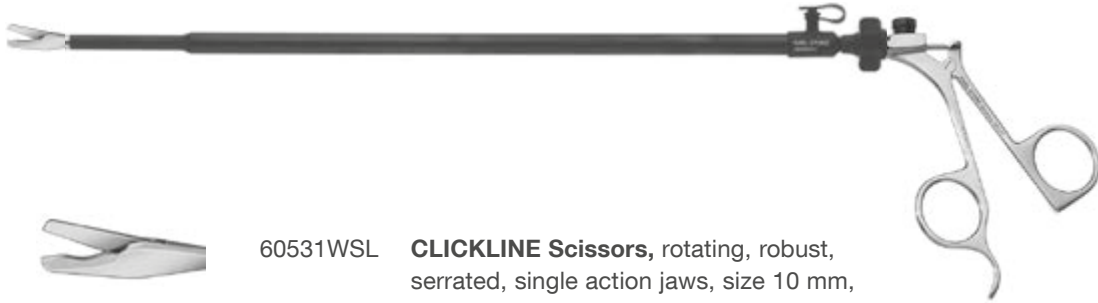 60531WSL CLICKLINE Scissors, rotating, robust,
serrated, single action jaws, size 10 mm,